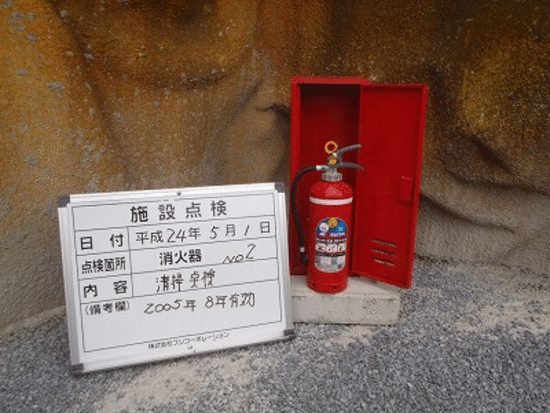 施設点検
日付 平成24年5月1日
点検箇所 消火器 NO2
内容 清掃点検
(備考欄) 2005年 8年有効
株式会社フジコーポレーション